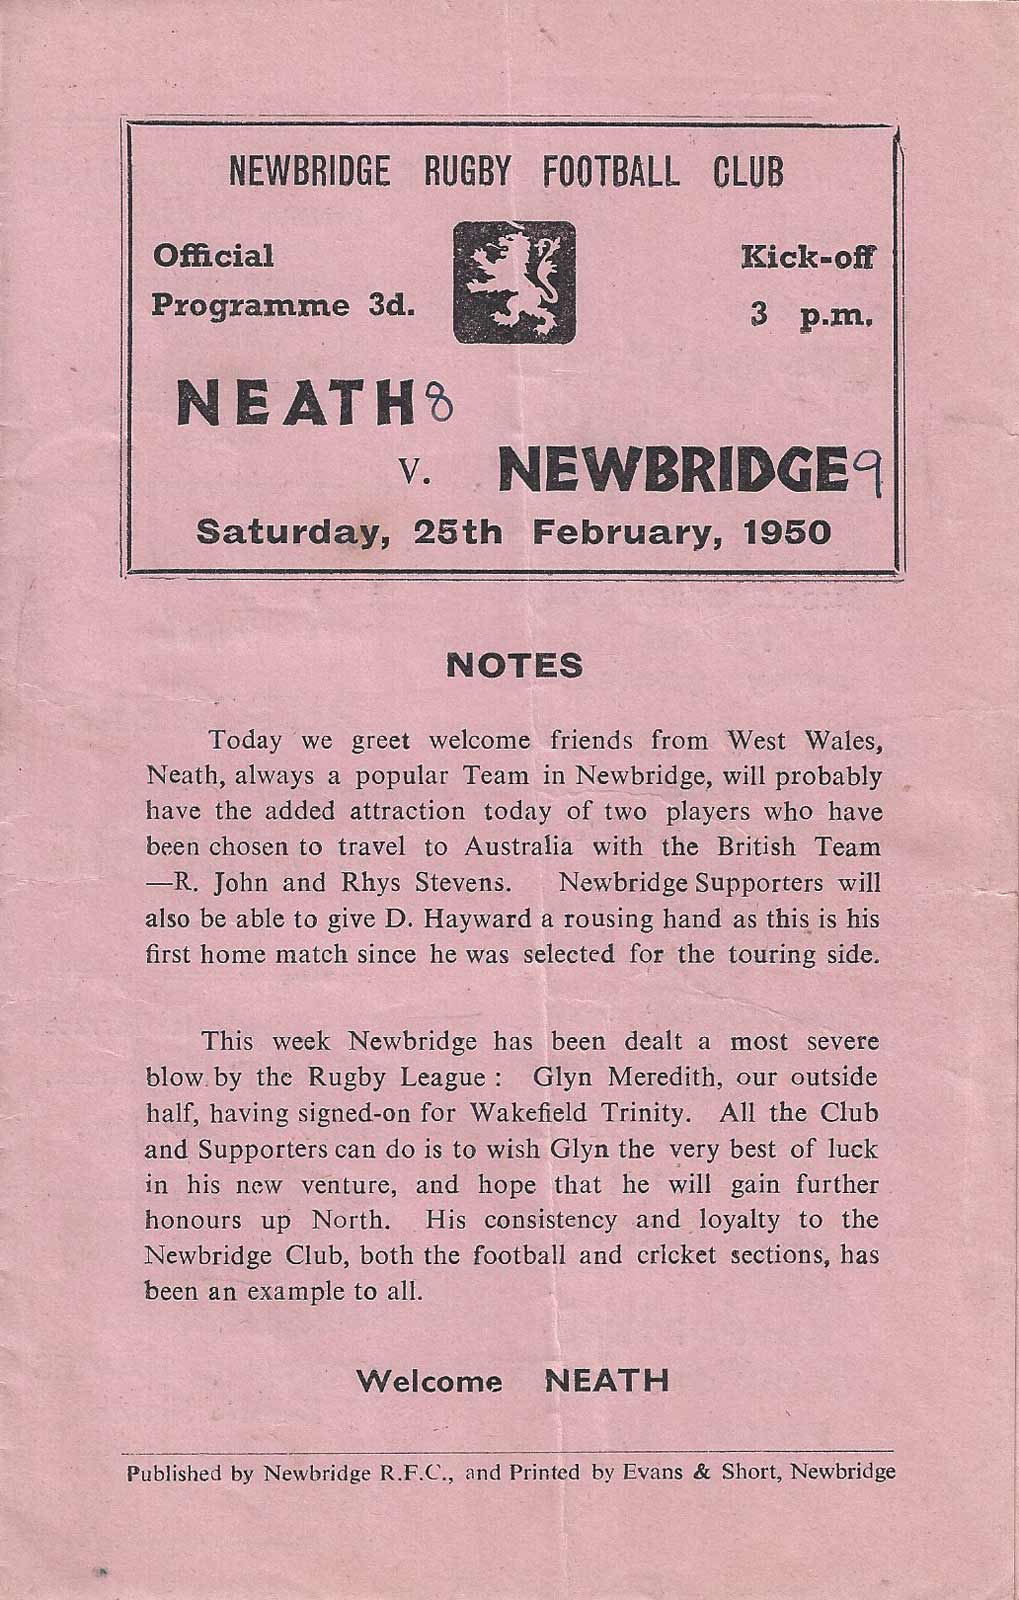 NEWBRIDGE RUGBY FOOTBALL CLUB
Official
Programme 3d.
Kick-off
3 p.m.
NEATH 8
v. NEWBRIDGE 9
Saturday, 25th February, 1950
NOTES
Today we greet welcome friends from West Wales,
Neath, always a popular Team in Newbridge, will probably
have the added attraction today of two players who have
been chosen to travel to Australia with the British Team
—R. John and Rhys Stevens. Newbridge Supporters will
also be able to give D. Hayward a rousing hand as this is his
first home match since he was selected for the touring side.
This week Newbridge has been dealt a most severe
blow by the Rugby League : Glyn Meredith, our outside
half, having signed-on for Wakefield Trinity. All the Club
and Supporters can do is to wish Glyn the very best of luck
in his new venture, and hope that he will gain further
honours up North. His consistency and loyalty to the
Newbridge Club, both the football and cricket sections, has
been an example to all.
Welcome NEATH
Published by Newbridge R.F.C., and Printed by Evans & Short, Newbridge